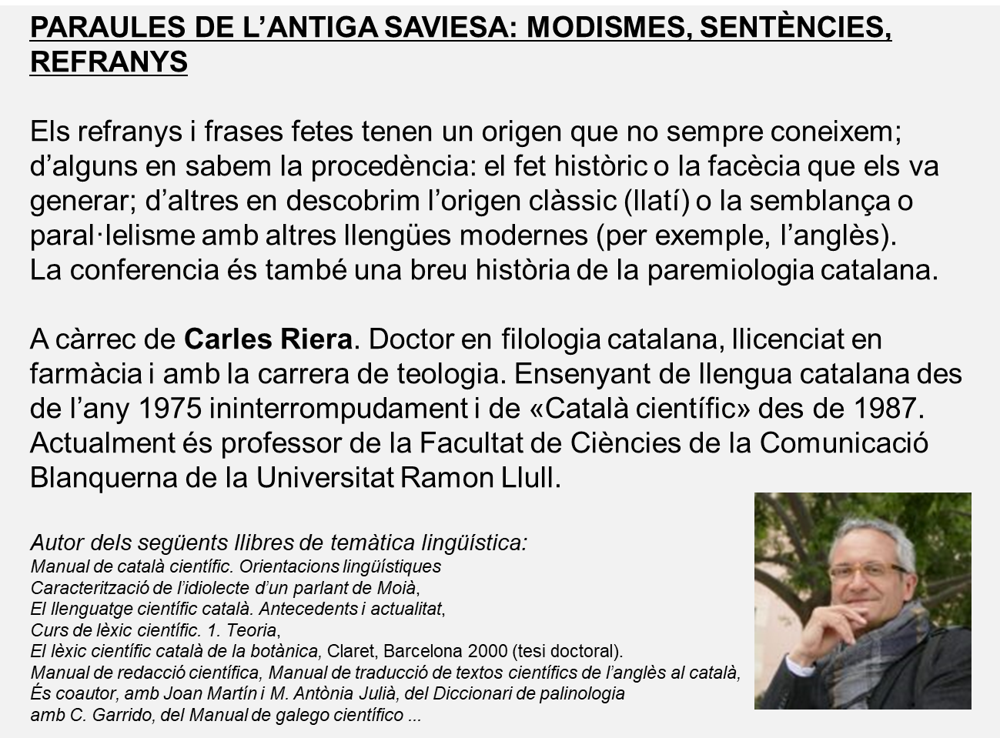 PARAULES DE L’ANTIGA SAVIESA: MODISMES, SENTÈNCIES,
REFRANYS
Els refranys i frases fetes tenen un origen que no sempre coneixem;
d’alguns en sabem la procedència: el fet històric o la facècia que els va
generar; d’altres en descobrim l’origen clàssic (llatí) o la semblança o
paral·lelisme amb altres llengües modernes (per exemple, l’anglès).
La conferencia és també una breu història de la paremiologia catalana.
A càrrec de Carles Riera. Doctor en filologia catalana, llicenciat en
farmàcia i amb la carrera de teologia. Ensenyant de llengua catalana des
de l’any 1975 ininterrompudament i de «Català científic» des de 1987.
Actualment és professor de la Facultat de Ciències de la Comunicació
Blanquerna de la Universitat Ramon Llull.
Autor dels següents llibres de temàtica lingüística:
Manual de català científic. Orientacions lingüístiques
Caracterització de l’idiolecte d’un parlant de Moià,
El llenguatge científic català. Antecedents i actualitat,
Curs de lèxic científic. 1. Teoria,
El lèxic científic català de la botànica, Claret, Barcelona 2000 (tesi doctoral).
Manual de redacció científica, Manual de traducció de textos científics de l’anglès al català,
És coautor, amb Joan Martín i M. Antònia Julià, del Diccionari de palinologia
amb C. Garrido, del Manual de galego científico ...